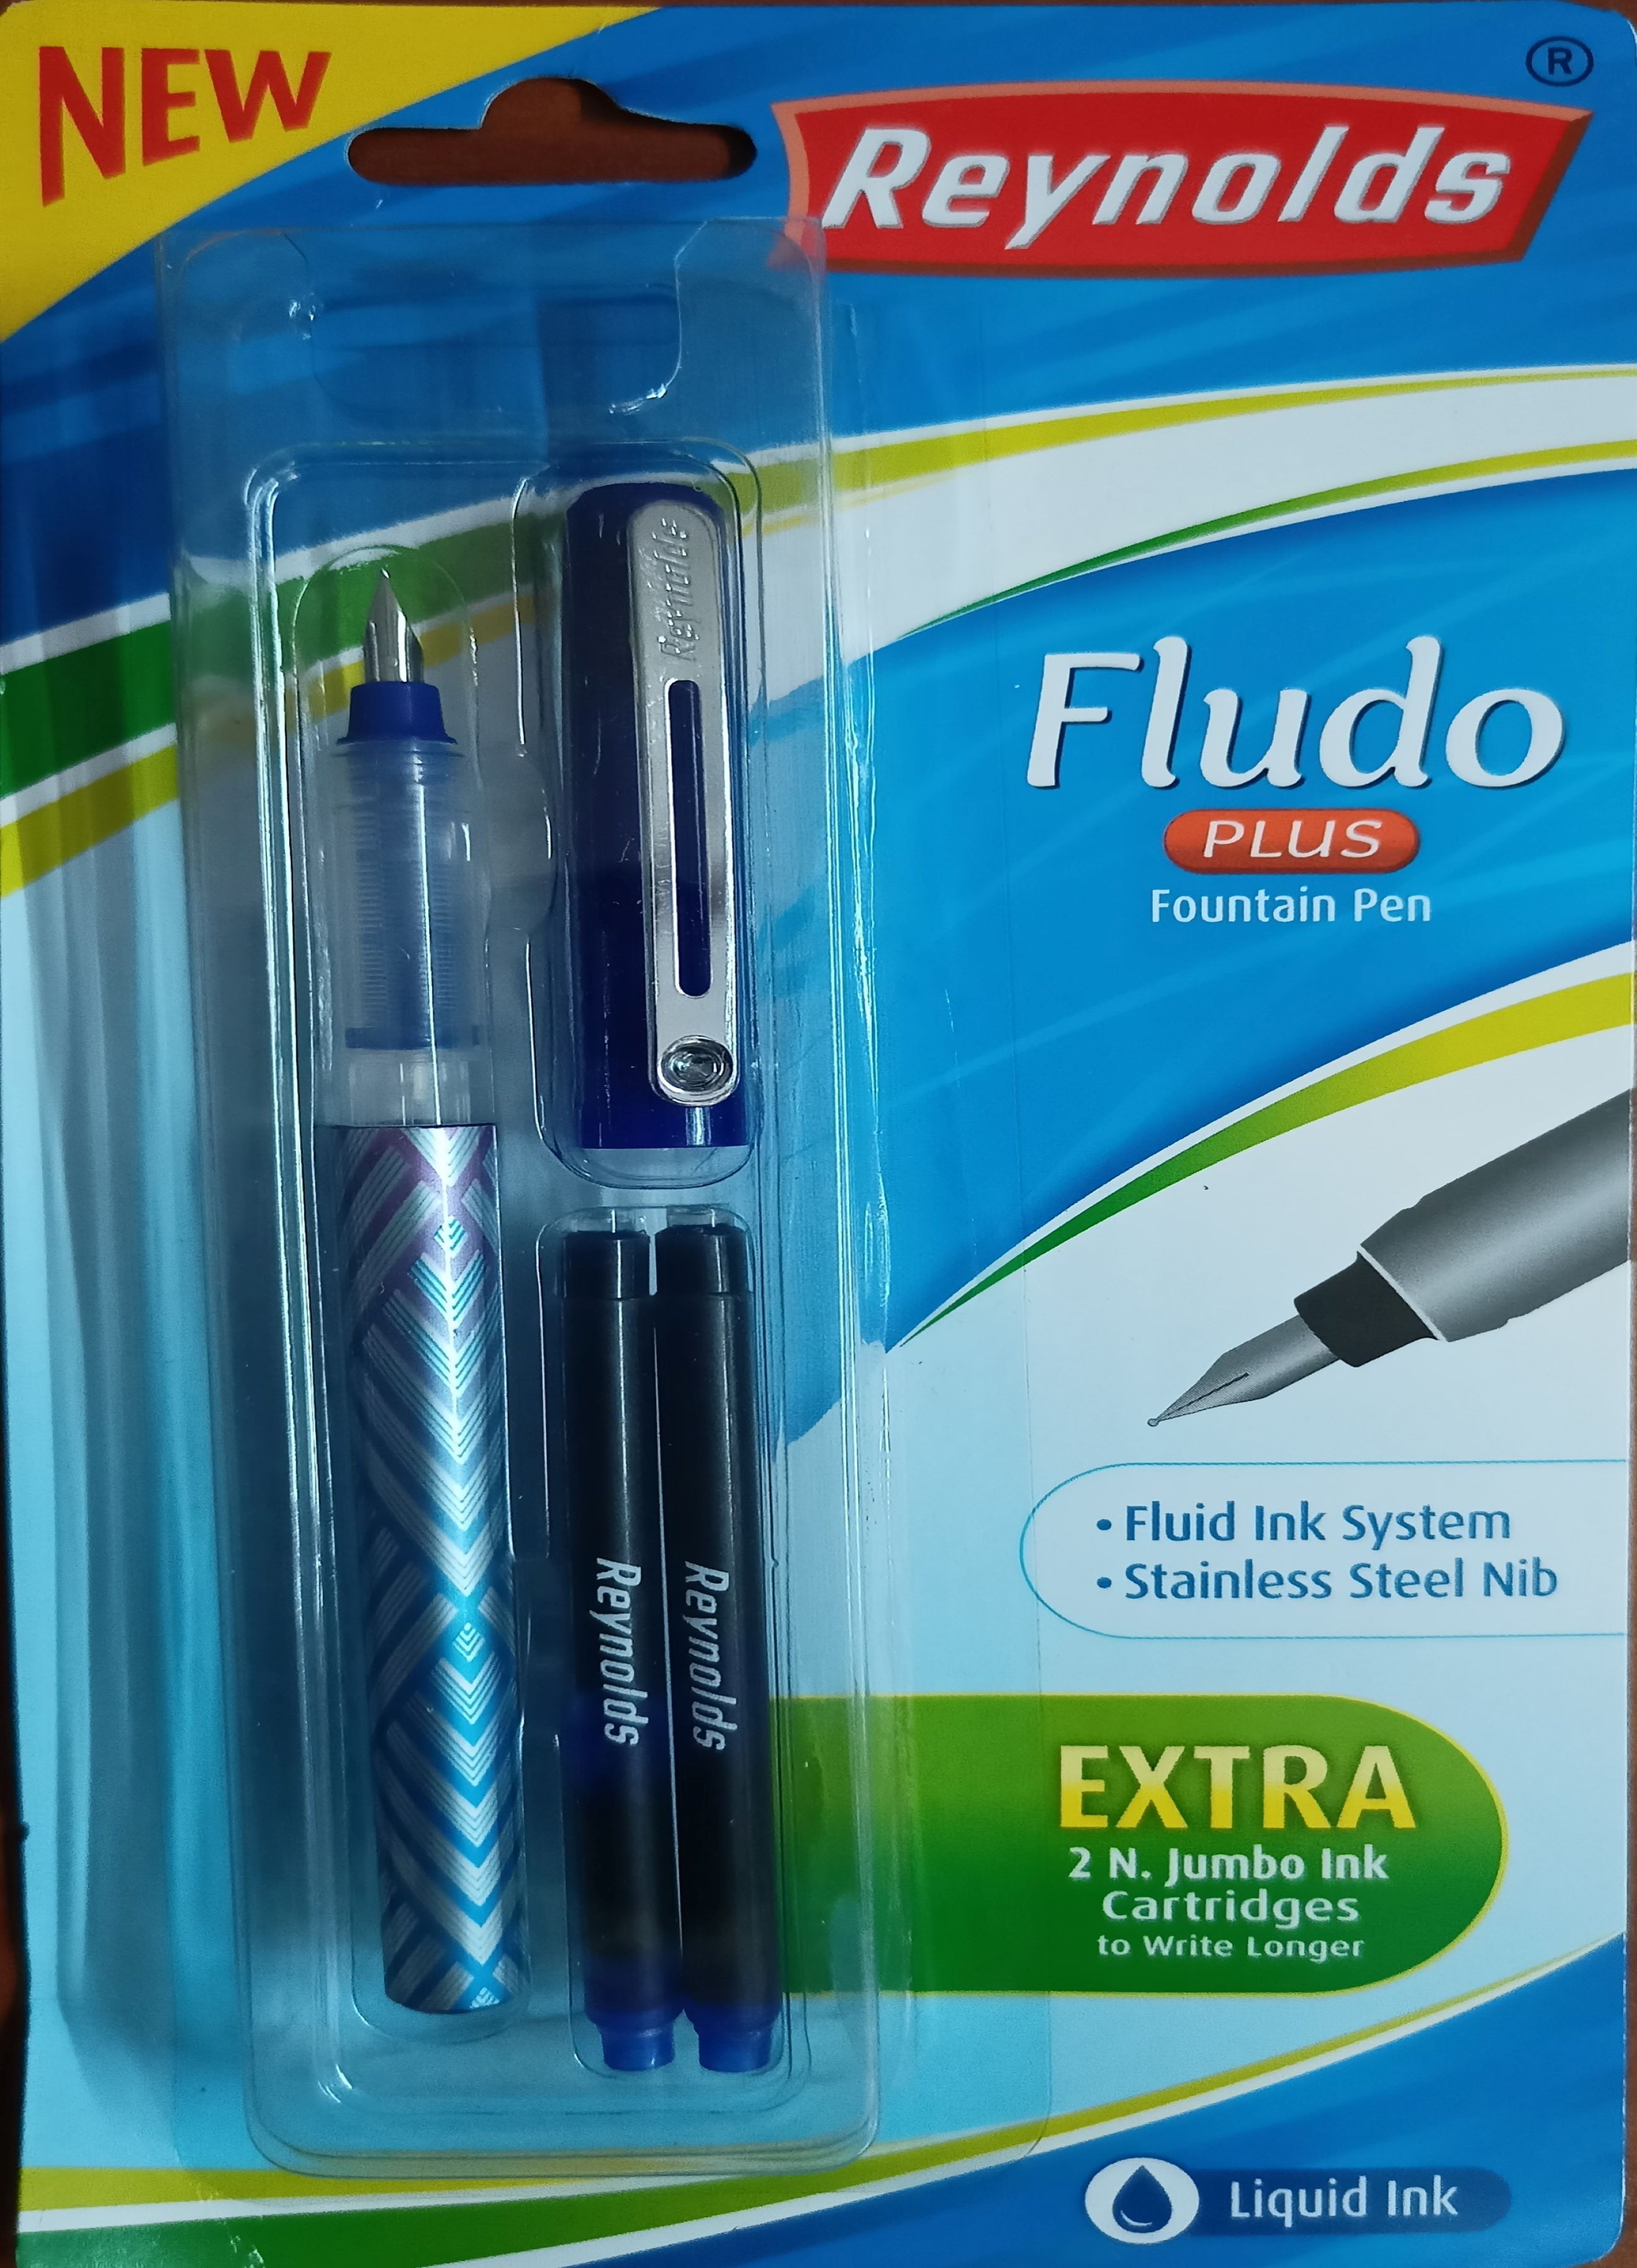 NEW
®
Reynolds
Reynolds
Fludo
PLUS
Fountain Pen
• Fluid Ink System
• Stainless Steel Nib
Reynolds
Reynolds
EXTRA
2 N. Jumbo Ink
Cartridges
to Write Longer
Liquid Ink